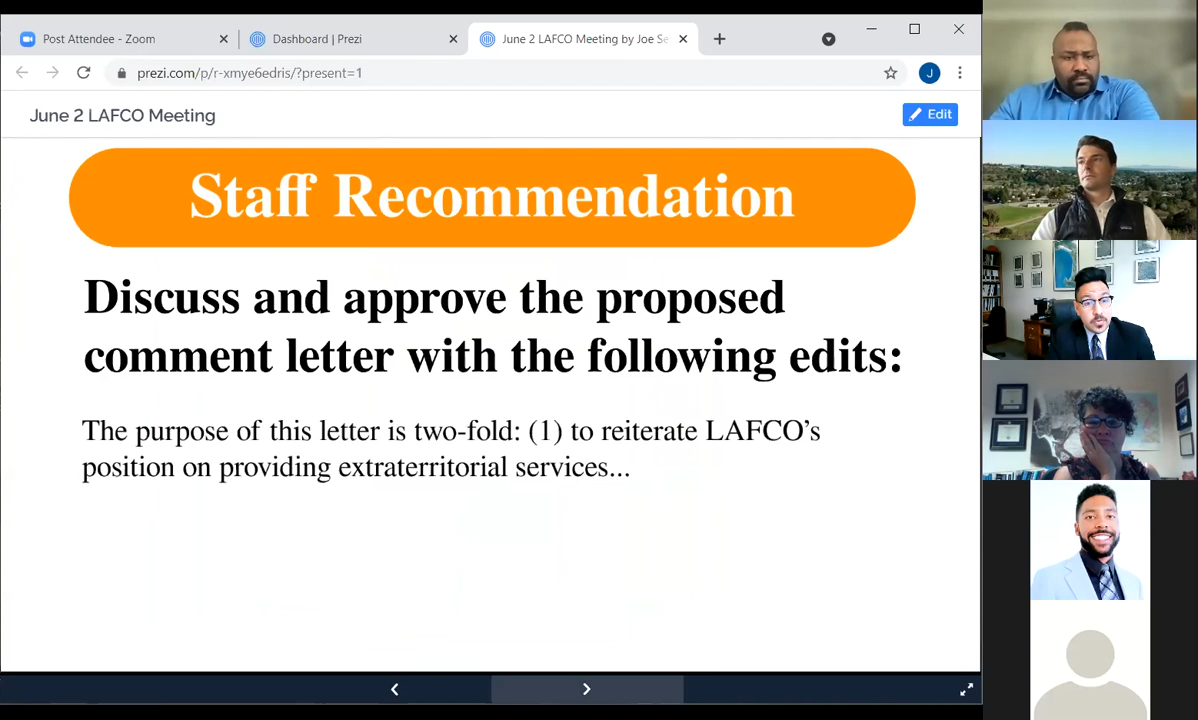 Post Attendee - Zoom
Dashboard | Prezi
June 2 LAFCO Meeting by Joe Se
prezi.com/p/r-xmye6edris/?present=1
J
June 2 LAFCO Meeting
Edit
Staff Recommendation
Discuss and approve the proposed
comment letter with the following edits:
The purpose of this letter is two-fold: (1) to reiterate LAFCO’s
position on providing extraterritorial services...